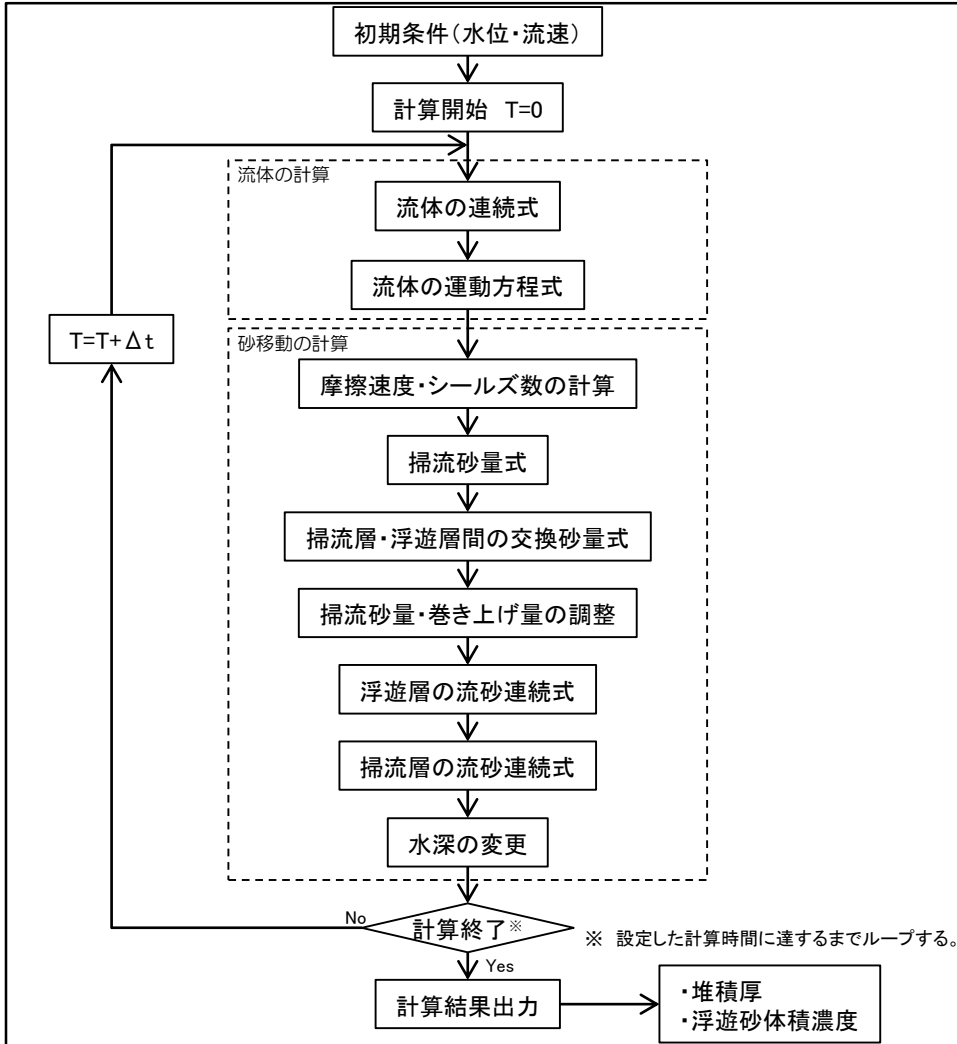 初期条件(水位・流速)
計算開始 T=0
流体の計算
流体の連続式
流体の運動方程式
T=T+Δt
砂移動の計算
摩擦速度・シールズ数の計算
掃流砂量式
掃流層・浮遊層間の交換砂量式
掃流砂量・巻き上げ量の調整
浮遊層の流砂連続式
掃流層の流砂連続式
水深の変更
No
計算終了※
※ 設定した計算時間に達するまでループする。
Yes
計算結果出力
・堆積厚
・浮遊砂体積濃度